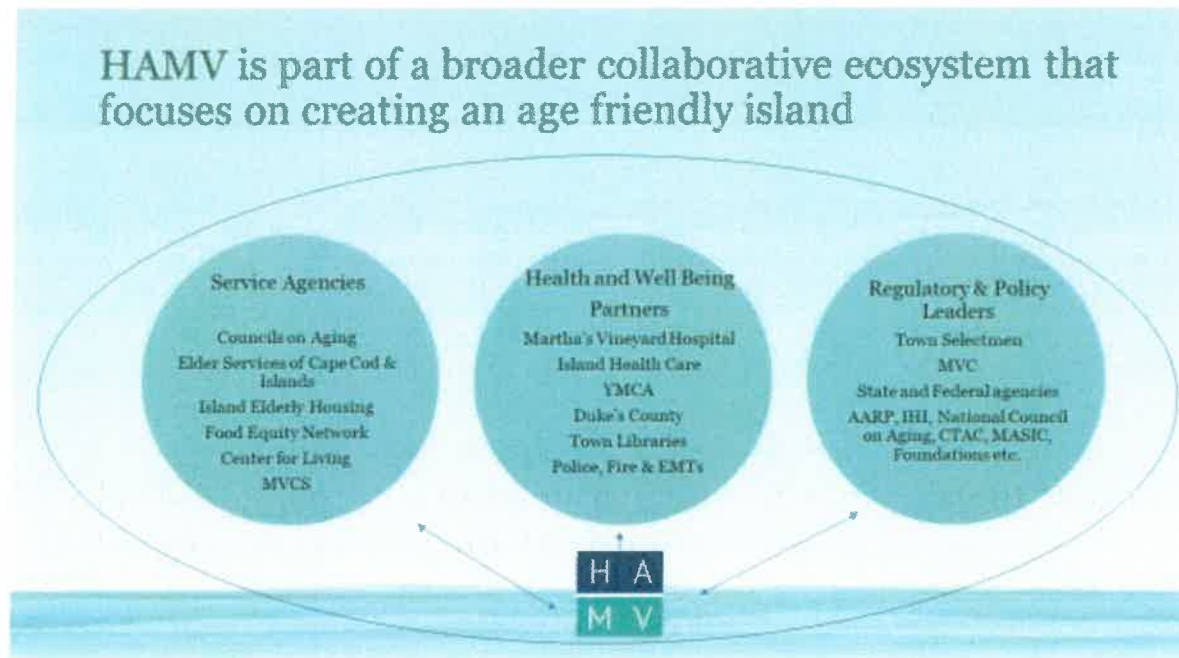 HAMV is part of a broader collaborative ecosystem that
focuses on creating an age friendly island
Service Agencies
Councils on Aging
Elder Services of Cape Cod &
Islands
Island Elderly Housing
Food Equity Network
Center for Living
MVCS
Health and Well Being
Partners
Martha's Vineyard Hospital
Island Health Care
YMCA
Duke's County
Town Libraries
Police, Fire & EMTs
Regulatory & Policy
Leaders
Town Selectmen
MVC
State and Federal agencies
AARP, IHI, National Council
on Aging, CTAC, MASIC,
Foundations etc.
H A
M V